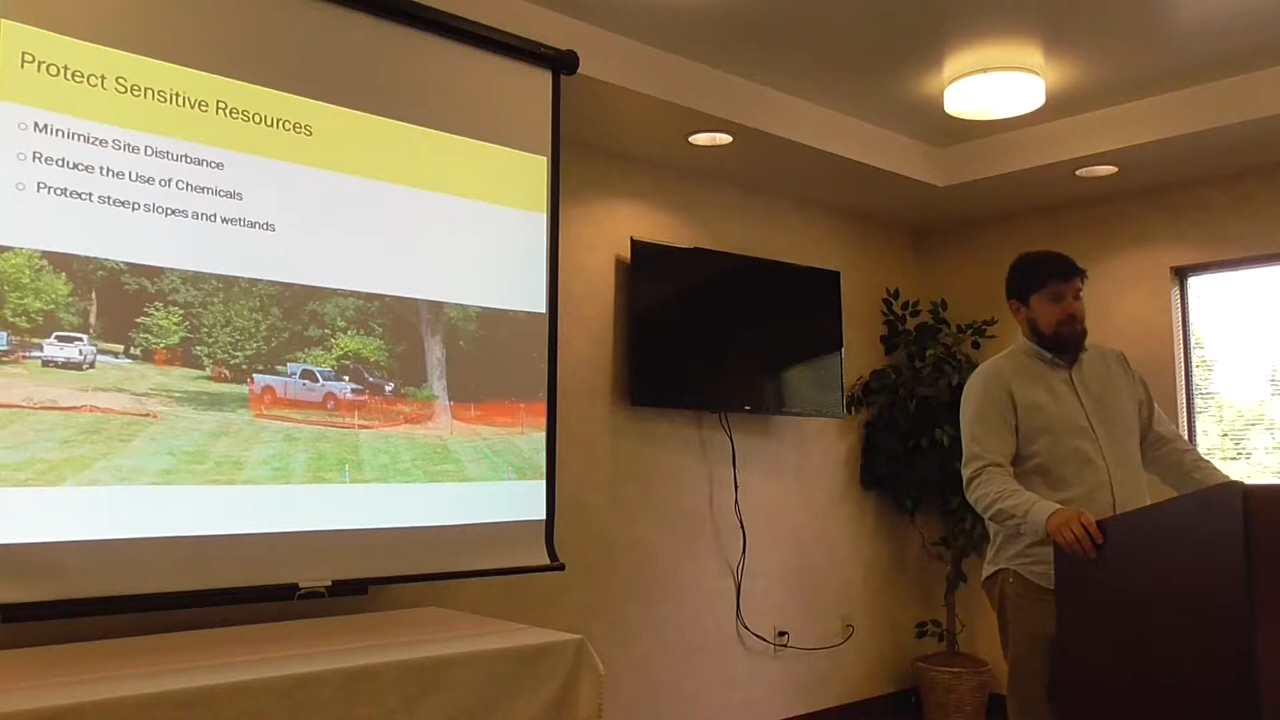 Protect Sensitive Resources
Minimize Site Disturbance
Reduce the Use of Chemicals
Protect steep slopes and wetlands